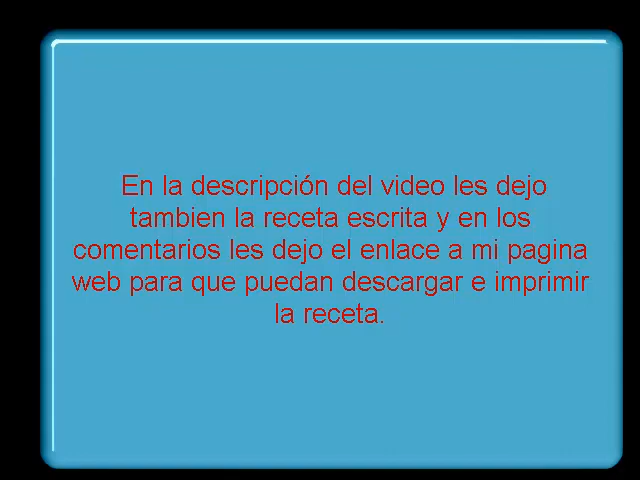 En la descripción del video les dejo
tambien la receta escrita y en los
comentarios les dejo el enlace a mi pagina
web para que puedan descargar e imprimir
la receta.